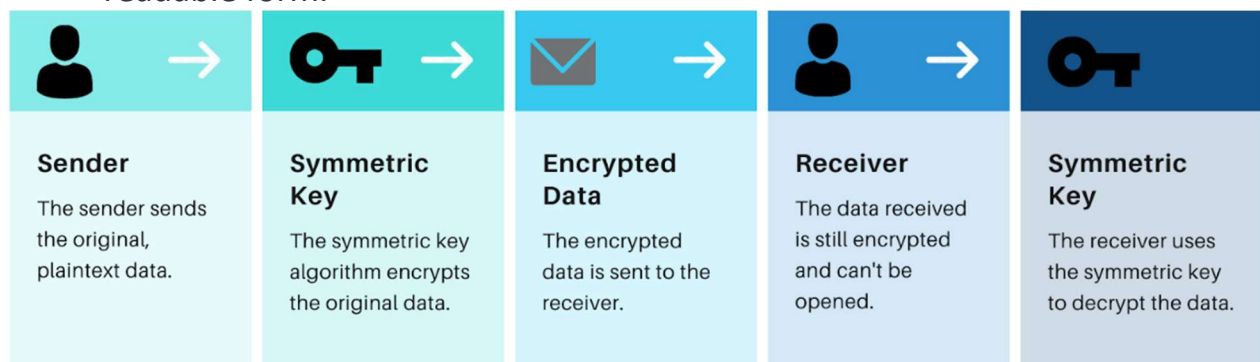 readable form.
Sender
The sender sends
the original,
plaintext data.
Symmetric
Key
The symmetric key
algorithm encrypts
the original data.
Encrypted
Data
The encrypted
data is sent to the
receiver.
Receiver
The data received
is still encrypted
and can't be
opened.
Symmetric
Key
The receiver uses
the symmetric key
to decrypt the data.